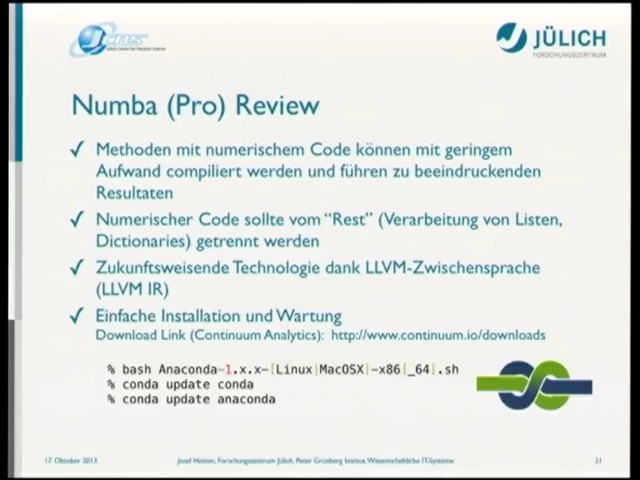 jcns
JÜLICH
FORSCHUNGSZENTRUM
Numba (Pro) Review
✓ Methoden mit numerischem Code können mit geringem
Aufwand compiliert werden und führen zu beeindruckenden
Resultaten
✓ Numerischer Code sollte vom “Rest” (Verarbeitung von Listen,
Dictionaries) getrennt werden
✓ Zukunftsweisende Technologie dank LLVM-Zwischensprache
(LLVM IR)
✓ Einfache Installation und Wartung
Download Link (Continuum Analytics): http://www.continuum.io/downloads
% bash Anaconda-1.x.x-[Linux|MacOSX]-x86[_64].sh
% conda update conda
% conda update anaconda
17. Oktober 2013
Josef Heinen, Forschungszentrum Jülich, Peter Grünberg Institut, Wissenschaftliche IT-Systeme
21